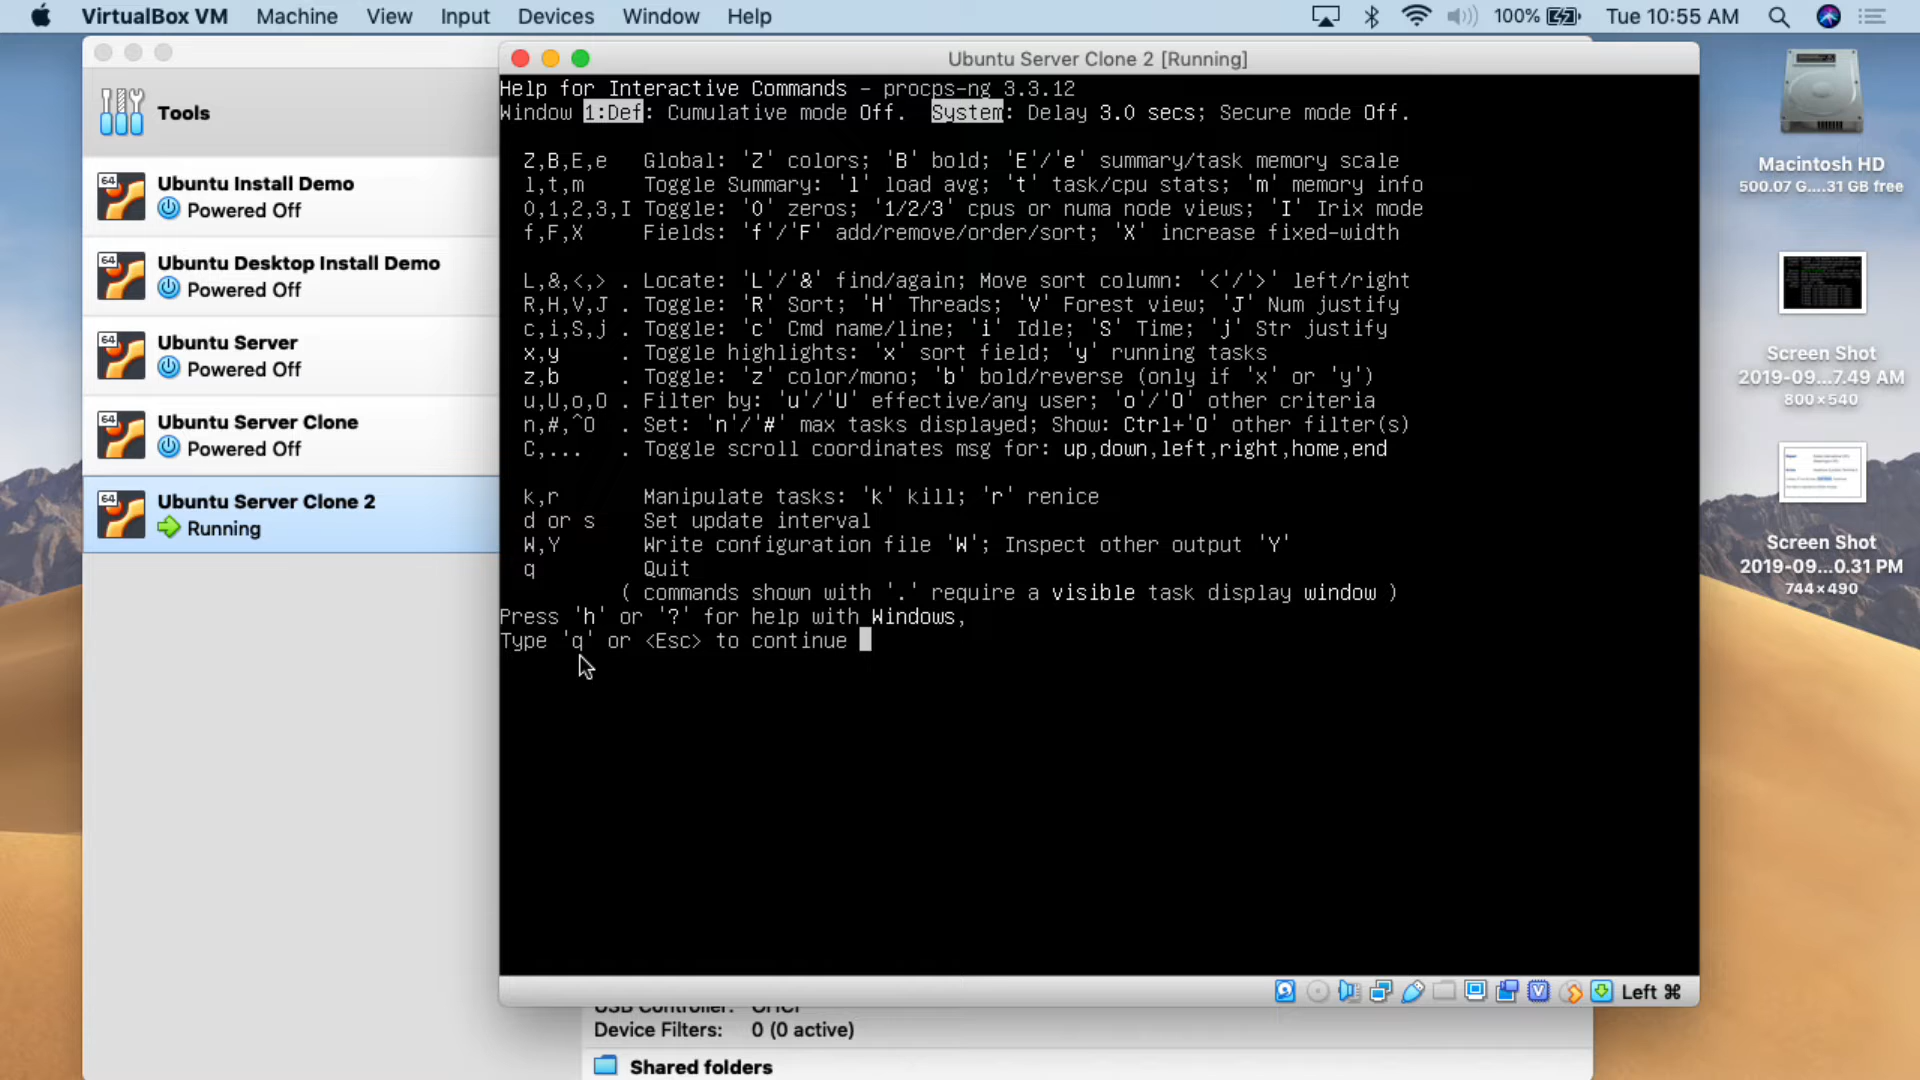 VirtualBox VM Machine View Input Devices Window Help 100% Tue 10:55 AM
Tools
64 Ubuntu Install Demo
Powered Off
64 Ubuntu Desktop Install Demo
Powered Off
64 Ubuntu Server
Powered Off
64 Ubuntu Server Clone
Powered Off
64 Ubuntu Server Clone 2
Running
Ubuntu Server Clone 2 [Running]
Help for Interactive Commands - procps-ng 3.3.12
Window 1:Def: Cumulative mode Off.  System: Delay 3.0 secs; Secure mode Off.
Z,B,E,e   Global: 'Z' colors; 'B' bold; 'E'/'e' summary/task memory scale
l,t,m     Toggle Summary: 'l' load avg; 't' task/cpu stats; 'm' memory info
0,1,2,3,I Toggle: '0' zeros; '1/2/3' cpus or numa node views; 'I' Irix mode
f,F,X     Fields: 'f'/'F' add/remove/order/sort; 'X' increase fixed-width
L,&,<,> . Locate: 'L'/'&' find/again; Move sort column: '<'/'>' left/right
R,H,V,J . Toggle: 'R' Sort; 'H' Threads; 'V' Forest view; 'J' Num justify
c,i,S,j . Toggle: 'c' Cmd name/line; 'i' Idle; 'S' Time; 'j' Str justify
x,y     . Toggle highlights: 'x' sort field; 'y' running tasks
z,b     . Toggle: 'z' color/mono; 'b' bold/reverse (only if 'x' or 'y')
u,U,o,O . Filter by: 'u'/'U' effective/any user; 'o'/'O' other criteria
n,#,^O  . Set: 'n'/'#' max tasks displayed; Show: Ctrl+'O' other filter(s)
C,...   . Toggle scroll coordinates msg for: up,down,left,right,home,end
k,r       Manipulate tasks: 'k' kill; 'r' renice
d or s    Set update interval
W,Y       Write configuration file 'W'; Inspect other output 'Y'
q         Quit
( commands shown with '.' require a visible task display window )
Press 'h' or '?' for help with Windows,
Type 'q' or <Esc> to continue
Left ⌘
USB Controller: OHCI
Device Filters: 0 (0 active)
Shared folders
Macintosh HD
500.07 G....31 GB free
Screen Shot
2019-09...7.49 AM
800×540
Screen Shot
2019-09...0.31 PM
744×490